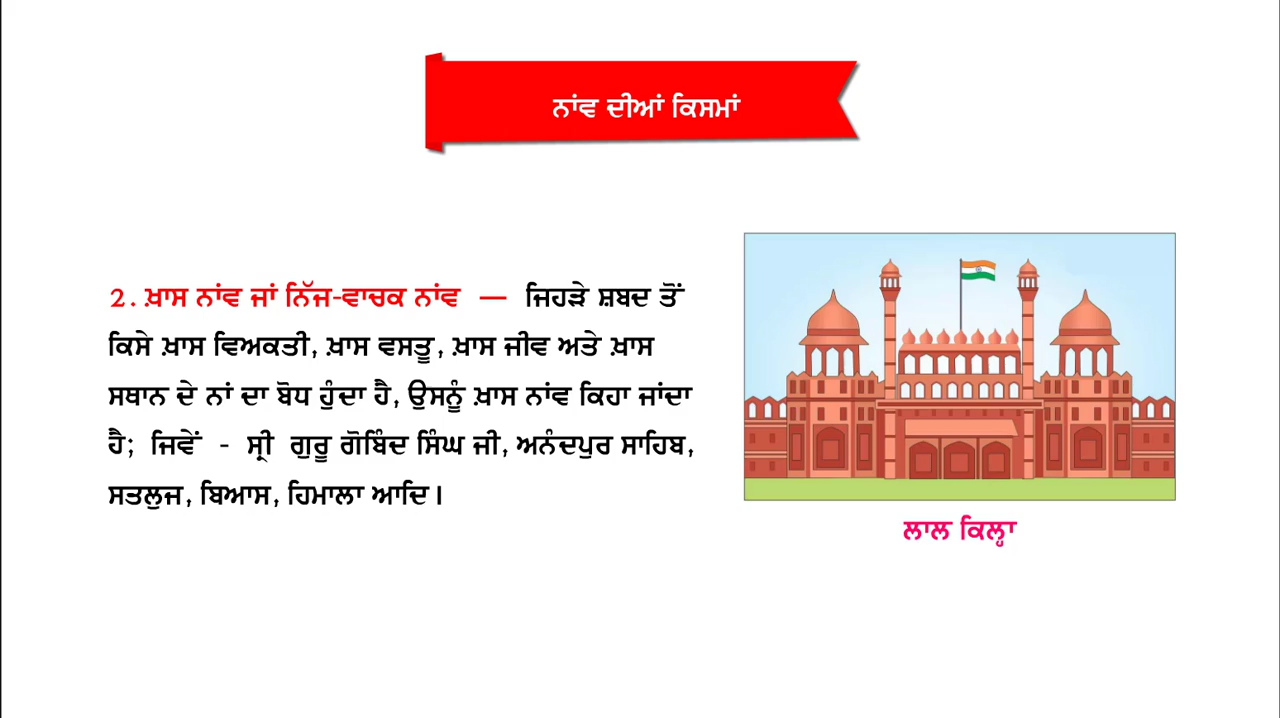 ਨਾਂਵ ਦੀਆਂ ਕਿਸਮਾਂ
2. ਖ਼ਾਸ ਨਾਂਵ ਜਾਂ ਨਿੱਜ-ਵਾਚਕ ਨਾਂਵ — ਜਿਹੜੇ ਸ਼ਬਦ ਤੋਂ
ਕਿਸੇ ਖ਼ਾਸ ਵਿਅਕਤੀ, ਖ਼ਾਸ ਵਸਤੂ, ਖ਼ਾਸ ਜੀਵ ਅਤੇ ਖ਼ਾਸ
ਸਥਾਨ ਦੇ ਨਾਂ ਦਾ ਬੋਧ ਹੁੰਦਾ ਹੈ, ਉਸਨੂੰ ਖ਼ਾਸ ਨਾਂਵ ਕਿਹਾ ਜਾਂਦਾ
ਹੈ; ਜਿਵੇਂ - ਸ੍ਰੀ ਗੁਰੂ ਗੋਬਿੰਦ ਸਿੰਘ ਜੀ, ਅਨੰਦਪੁਰ ਸਾਹਿਬ,
ਸਤਲੁਜ, ਬਿਆਸ, ਹਿਮਾਲਾ ਆਦਿ।
ਲਾਲ ਕਿਲ੍ਹਾ